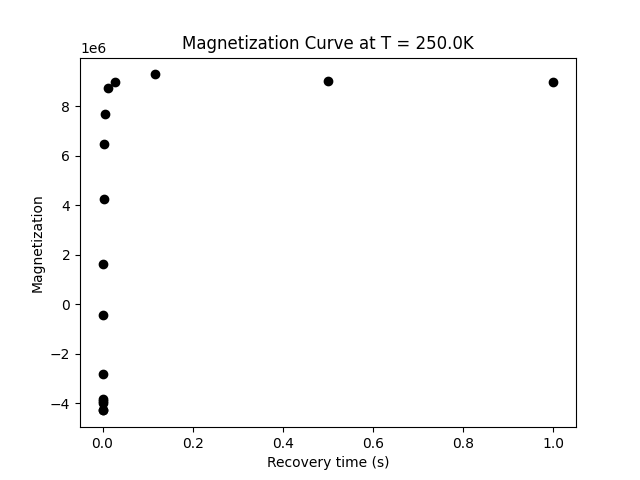 Magnetization Curve at T = 250.0K
1e6
8
6
4
2
0
−2
−4
Magnetization
0.0 0.2 0.4 0.6 0.8 1.0
Recovery time (s)